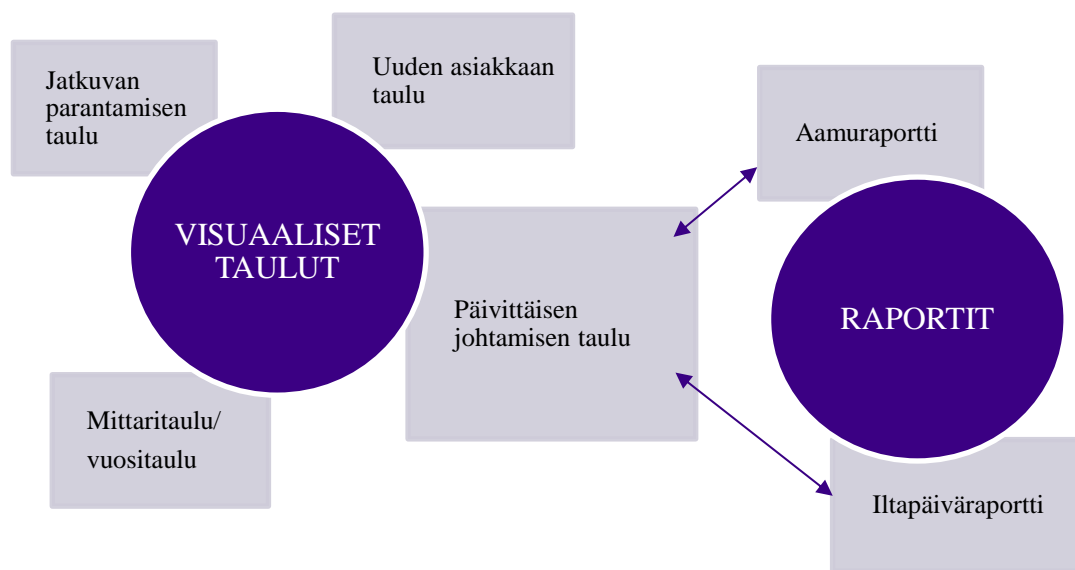 Jatkuvan
parantamisen
taulu
Uuden asiakkaan
taulu
VISUAALISET
TAULUT
Päivittäisen
johtamisen taulu
Mittaritaulu/
vuositaulu
Aamuraportti
RAPORTIT
Iltapäiväraportti